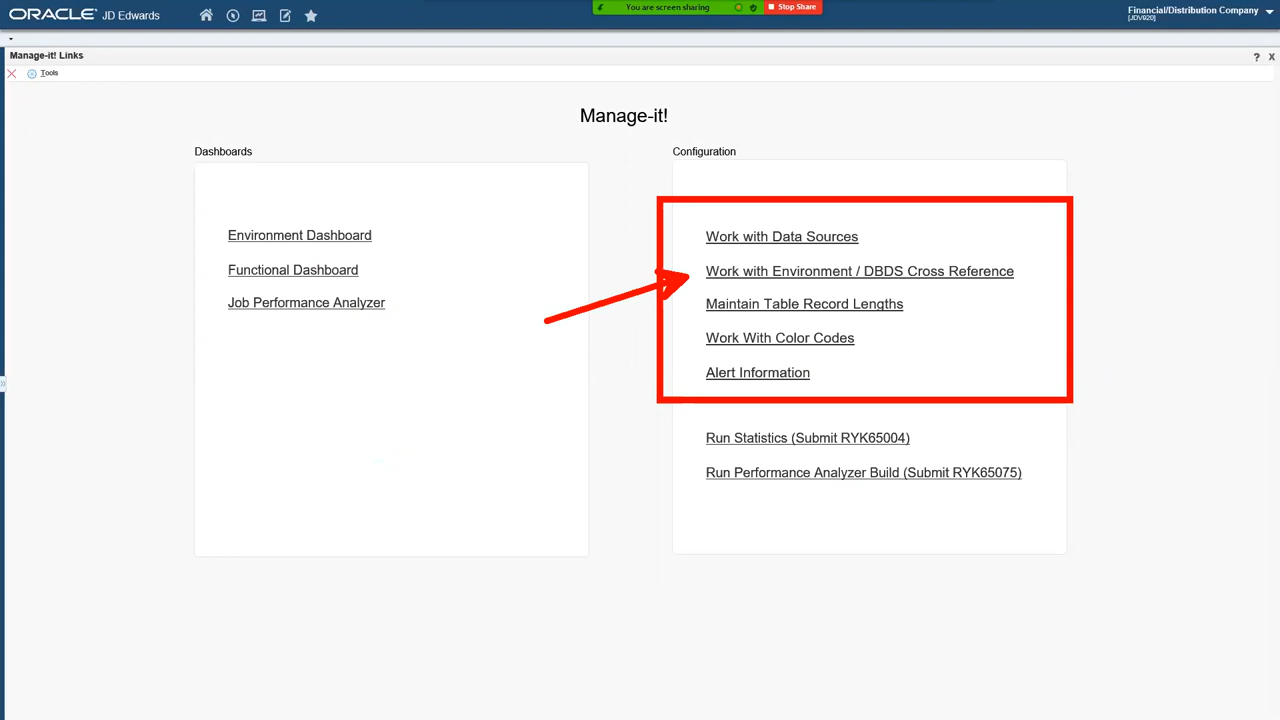 ORACLE JD Edwards
You are screen sharing
Stop Share
Financial/Distribution Company
[JDV920]
Manage-it! Links
? X
Tools
Manage-it!
Dashboards
Environment Dashboard
Functional Dashboard
Job Performance Analyzer
Configuration
Work with Data Sources
Work with Environment / DBDS Cross Reference
Maintain Table Record Lengths
Work With Color Codes
Alert Information
Run Statistics (Submit RYK65004)
Run Performance Analyzer Build (Submit RYK65075)